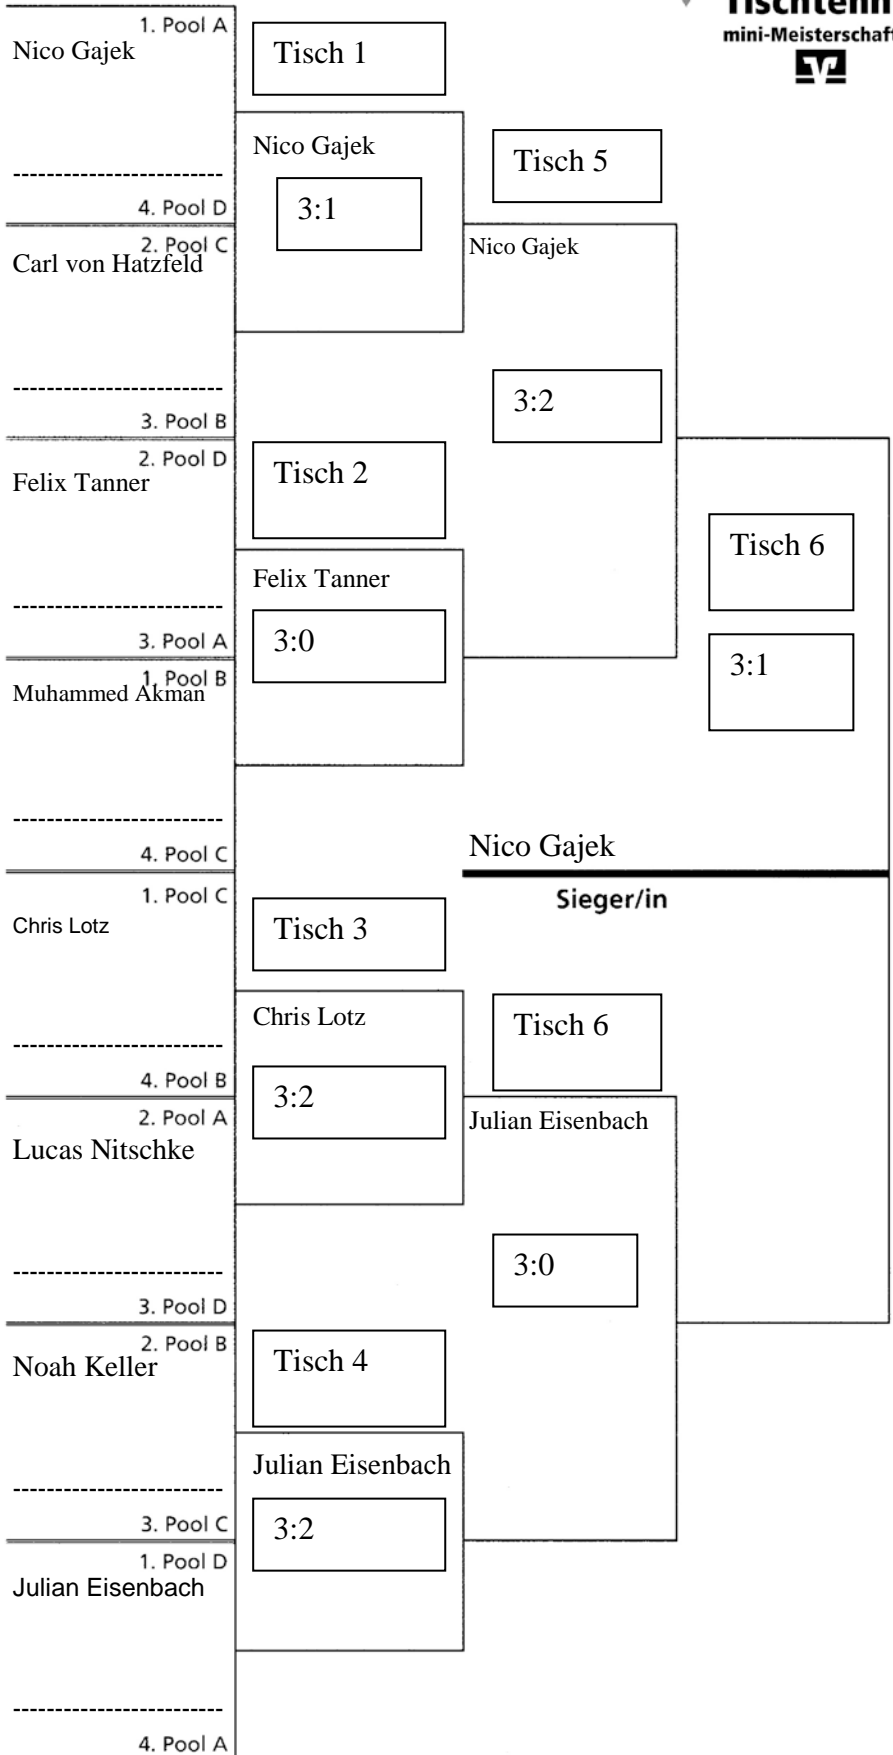 Tischtenn
mini-Meisterschaft
1. Pool A
Nico Gajek
Tisch 1
Nico Gajek
Tisch 5
3:1
4. Pool D
2. Pool C
Carl von Hatzfeld
Nico Gajek
3:2
3. Pool B
2. Pool D
Felix Tanner
Tisch 2
Tisch 6
Felix Tanner
3. Pool A
3:0
3:1
1. Pool B
Muhammed Akman
4. Pool C
Nico Gajek
1. Pool C
Sieger/in
Chris Lotz
Tisch 3
Chris Lotz
Tisch 6
4. Pool B
3:2
2. Pool A
Julian Eisenbach
Lucas Nitschke
3:0
3. Pool D
2. Pool B
Noah Keller
Tisch 4
Julian Eisenbach
3. Pool C
3:2
1. Pool D
Julian Eisenbach
4. Pool A